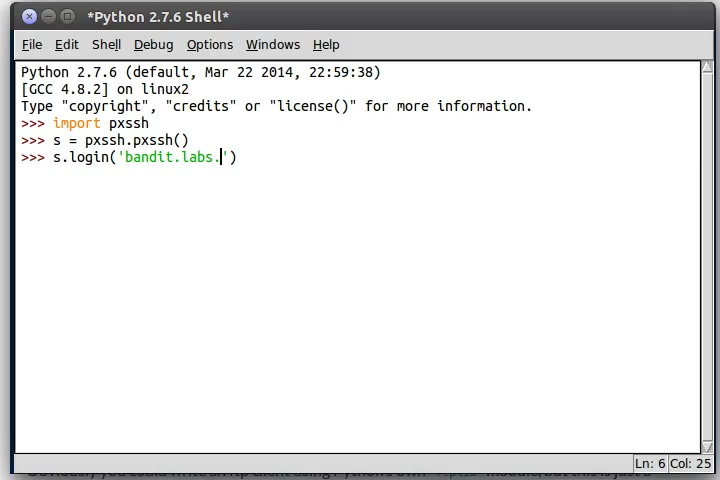 *Python 2.7.6 Shell*
File Edit Shell Debug Options Windows Help
Python 2.7.6 (default, Mar 22 2014, 22:59:38)
[GCC 4.8.2] on linux2
Type "copyright", "credits" or "license()" for more information.
>>> import pxssh
>>> s = pxssh.pxssh()
>>> s.login('bandit.labs.')
Ln: 6 Col: 25